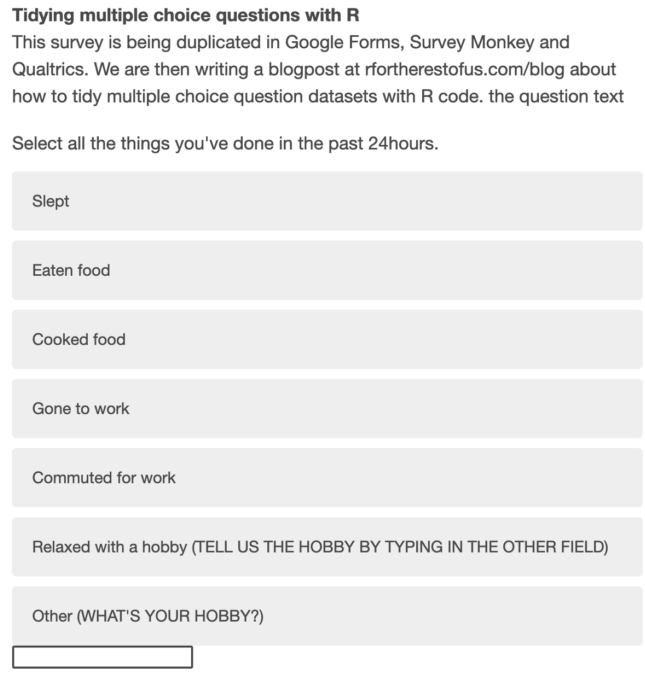 Tidying multiple choice questions with R
This survey is being duplicated in Google Forms, Survey Monkey and
Qualtrics. We are then writing a blogpost at rfortherestofus.com/blog about
how to tidy multiple choice question datasets with R code. the question text
Select all the things you've done in the past 24hours.
Slept
Eaten food
Cooked food
Gone to work
Commuted for work
Relaxed with a hobby (TELL US THE HOBBY BY TYPING IN THE OTHER FIELD)
Other (WHAT'S YOUR HOBBY?)